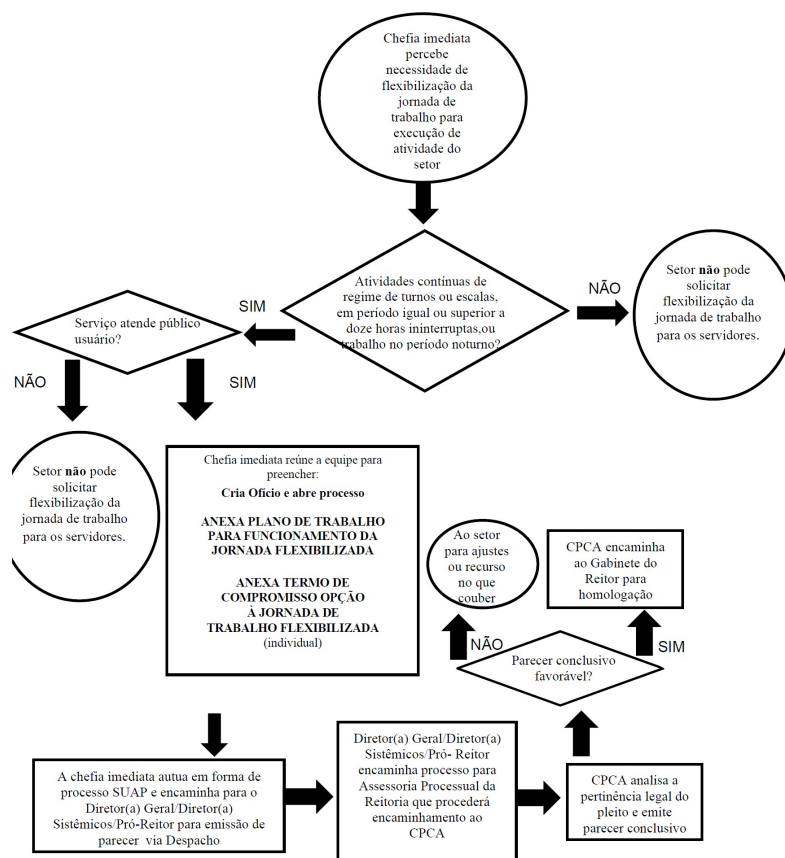 Chefia imediata
percebe
necessidade de
flexibilização da
jornada de
trabalho para
execução de
atividade do
setor
Atividades contínuas de
regime de turnos ou escalas,
em período igual ou superior a
doze horas ininterruptas,ou
trabalho no período noturno?
NÃO
Setor não pode
solicitar
flexibilização da
jornada de trabalho
para os servidores.
SIM
Serviço atende público
usuário?
NÃO
SIM
Setor não pode
solicitar
flexibilização da
jornada de trabalho
para os servidores.
Chefia imediata reúne a equipe para
preencher:
Cria Ofício e abre processo
ANEXA PLANO DE TRABALHO
PARA FUNCIONAMENTO DA
JORNADA FLEXIBILIZADA
ANEXA TERMO DE
COMPROMISSO OPÇÃO
À JORNADA DE
TRABALHO FLEXIBILIZADA
(individual)
A chefia imediata autua em forma de
processo SUAP e encaminha para o
Diretor(a) Geral/Diretor(a)
Sistêmicos/Pró-Reitor para emissão de
parecer via Despacho
Diretor(a) Geral/Diretor(a)
Sistêmicos/Pró- Reitor
encaminha processo para
Assessoria Processual da
Reitoria que procederá
encaminhamento ao
CPCA
CPCA analisa a
pertinência legal do
pleito e emite
parecer conclusivo
Parecer conclusivo
favorável?
NÃO
SIM
Ao setor
para ajustes
ou recurso
no que
couber
CPCA encaminha
ao Gabinete do
Reitor para
homologação